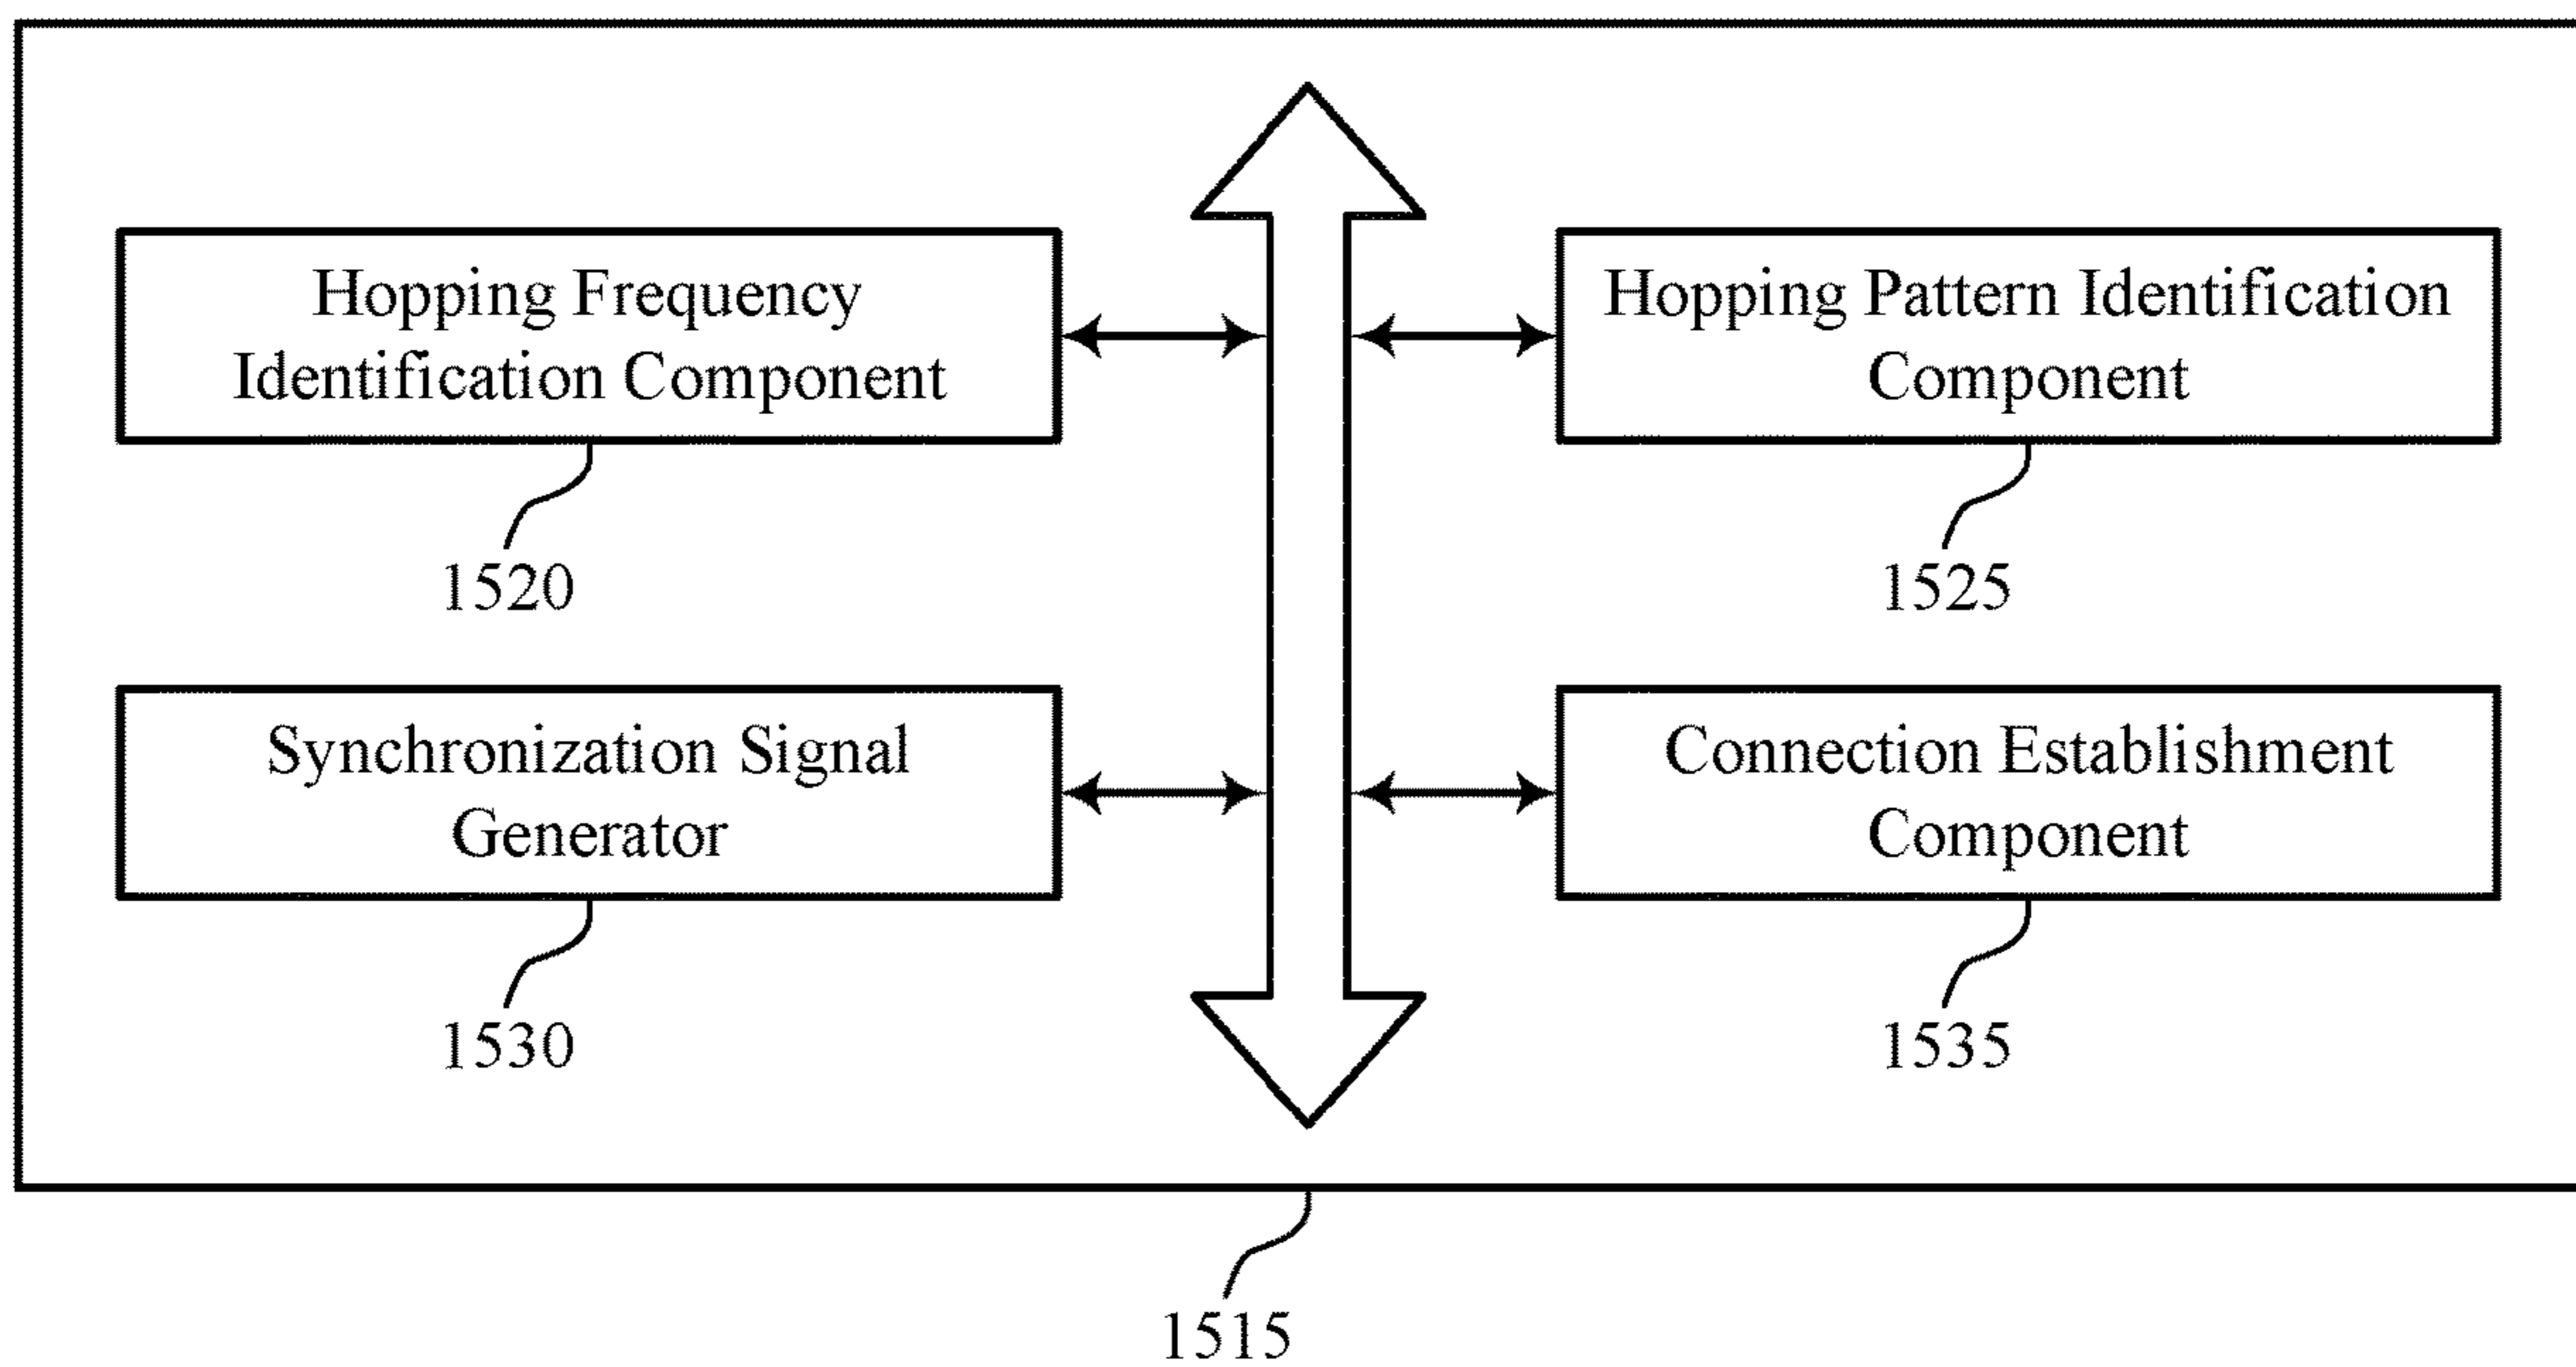 Hopping Frequency
Identification Component
1520
Hopping Pattern Identification
Component
1525
Synchronization Signal
Generator
1530
Connection Establishment
Component
1535
1515